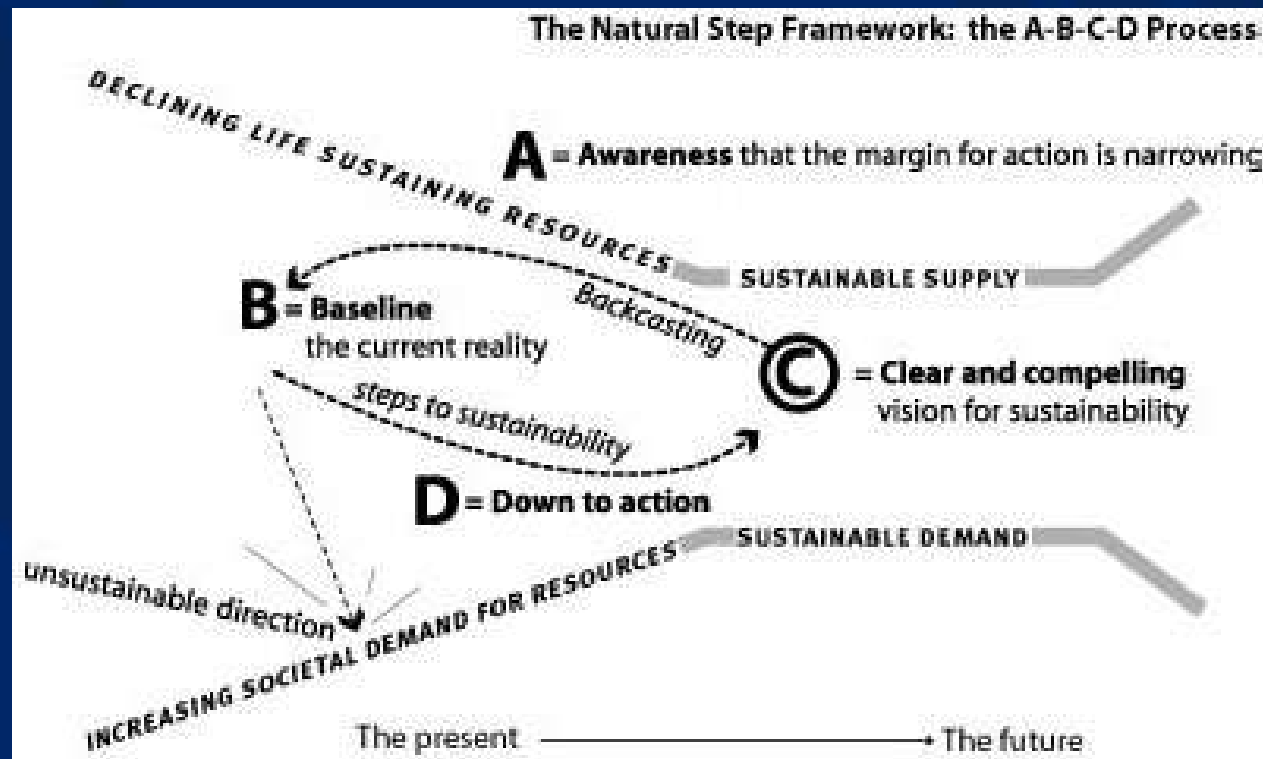 The Natural Step Framework: the A-B-C-D Process
DECLINING LIFE SUSTAINING RESOURCES
A = Awareness that the margin for action is narrowing
SUSTAINABLE SUPPLY
Backcasting
B = Baseline
the current reality
C = Clear and compelling
vision for sustainability
steps to sustainability
D = Down to action
SUSTAINABLE DEMAND
unsustainable direction
INCREASING SOCIETAL DEMAND FOR RESOURCES
The present
The future